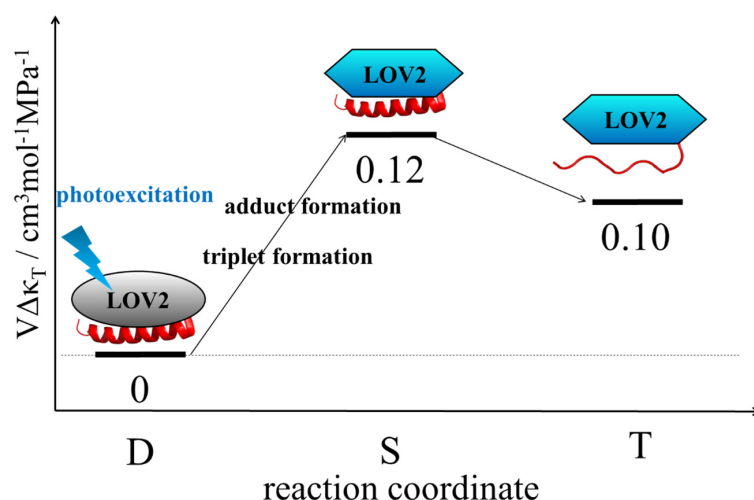 VΔκT / cm³mol⁻¹MPa⁻¹
LOV2
0.12
LOV2
0.10
photoexcitation
adduct formation
triplet formation
LOV2
0
D
S
T
reaction coordinate